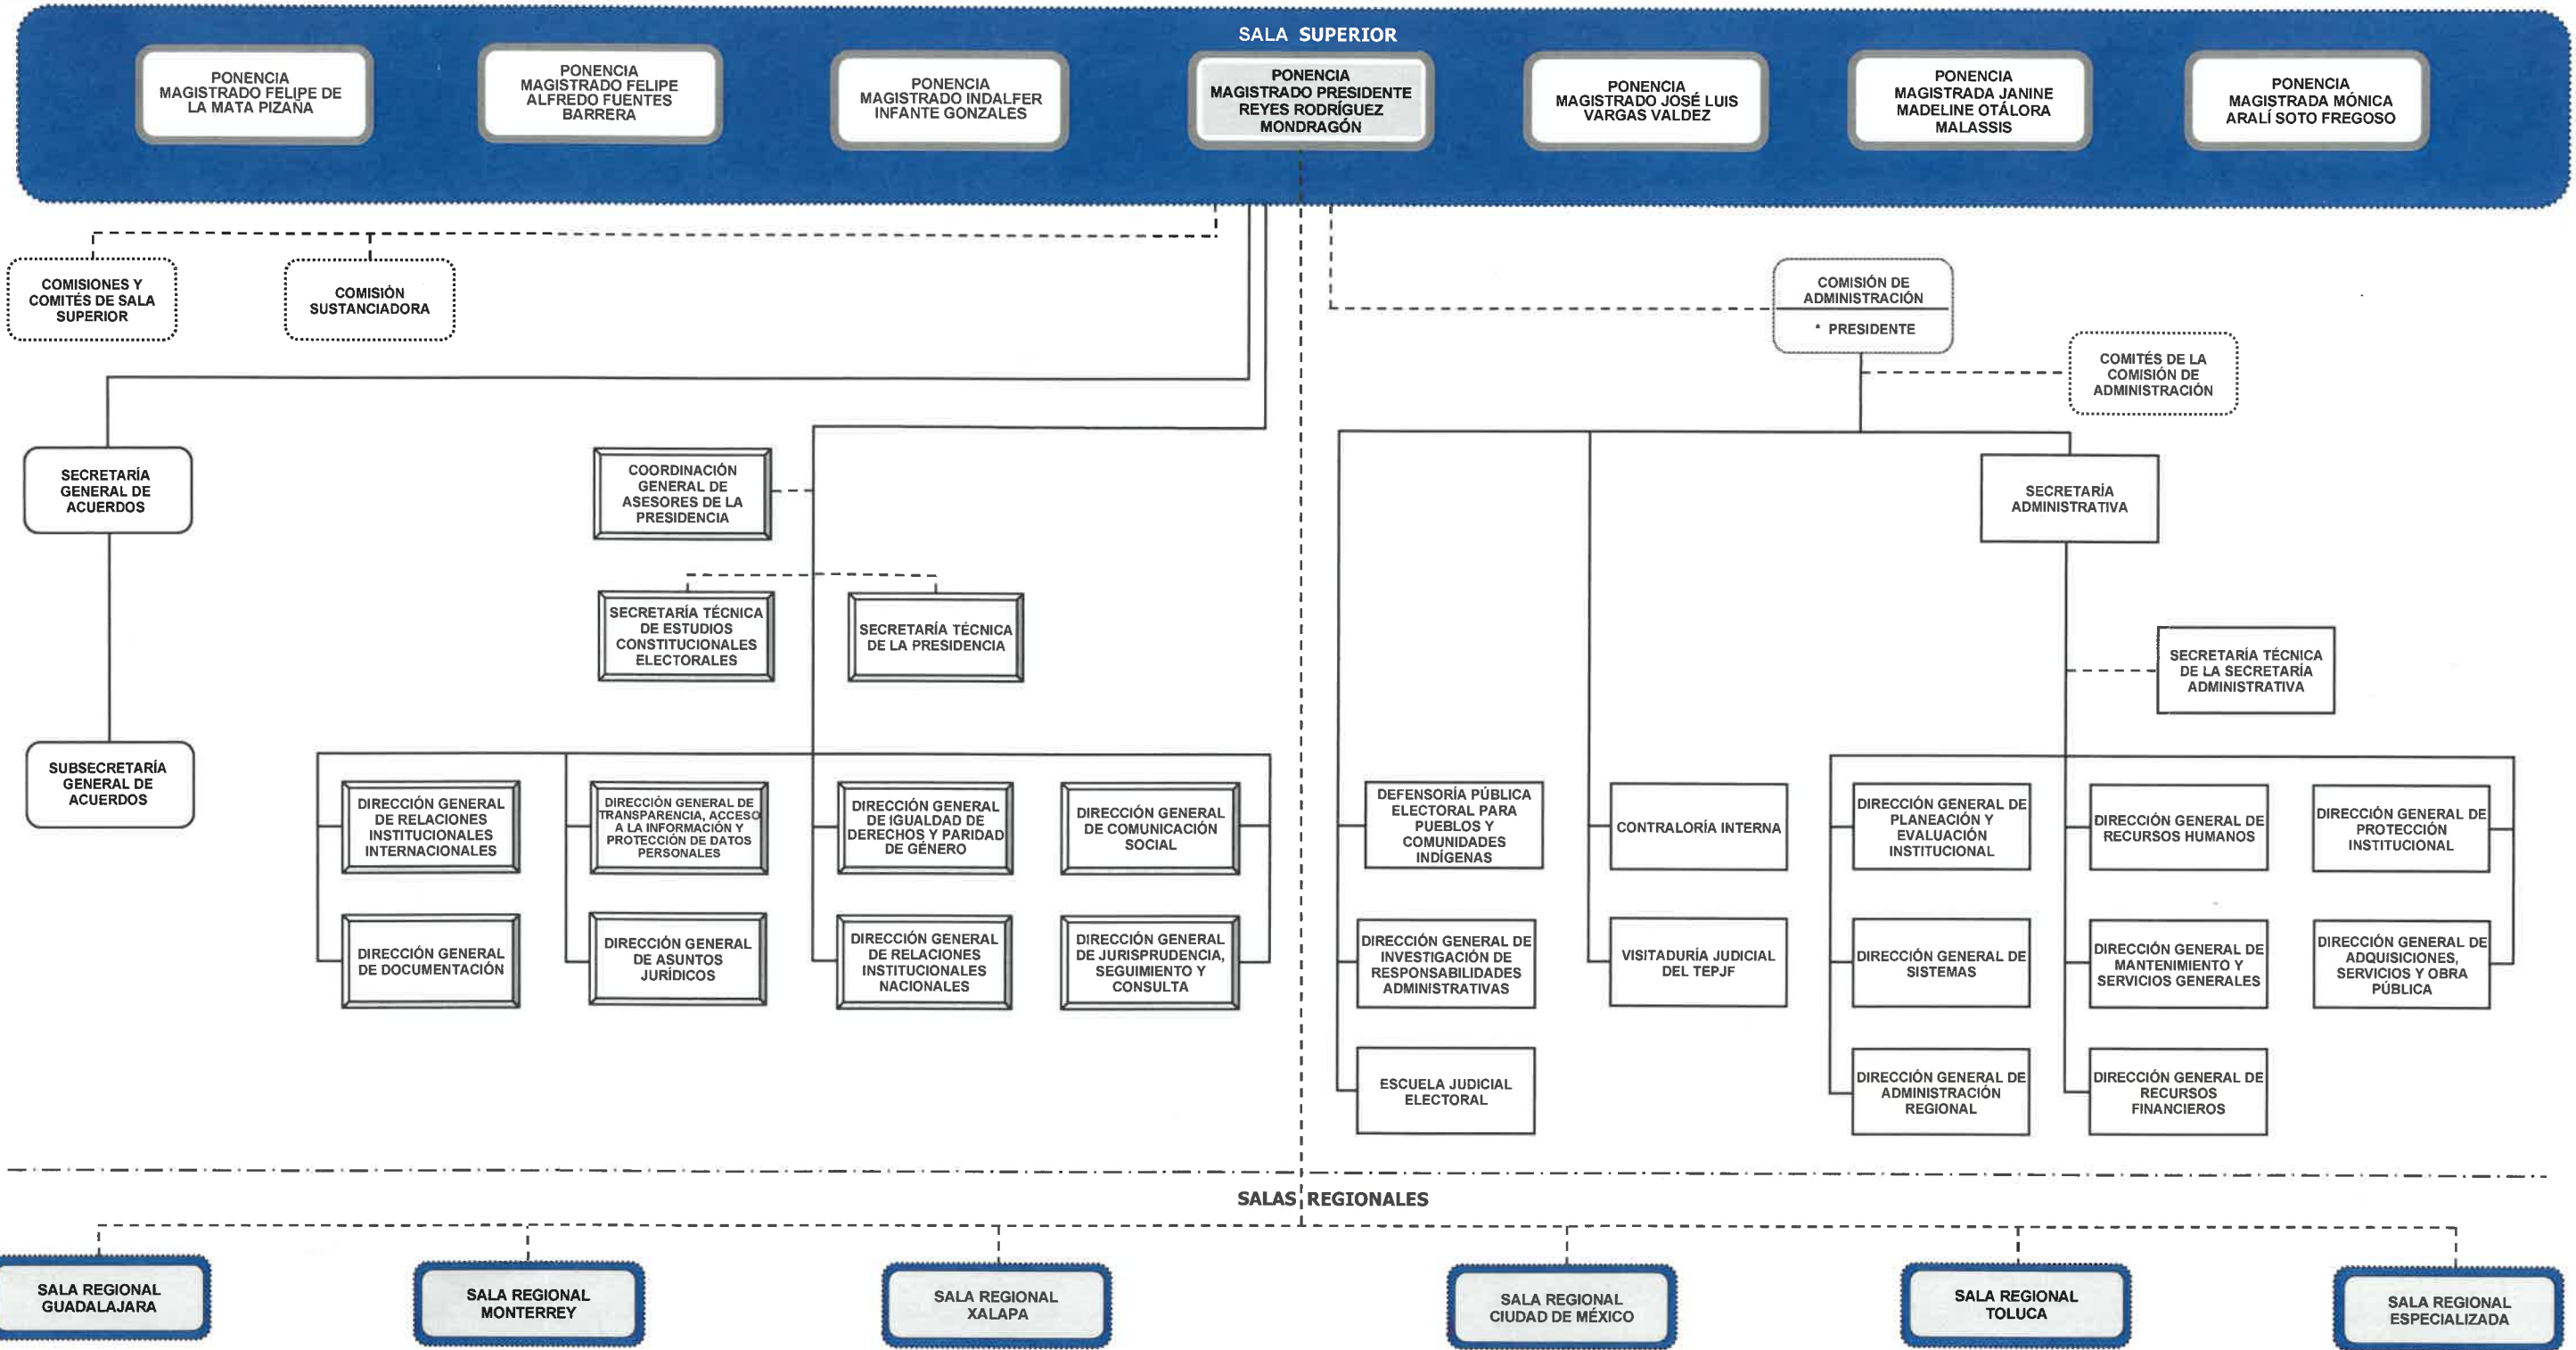 SALA SUPERIOR
PONENCIA
MAGISTRADO FELIPE DE
LA MATA PIZAÑA
PONENCIA
MAGISTRADO FELIPE
ALFREDO FUENTES
BARRERA
PONENCIA
MAGISTRADO INDALFER
INFANTE GONZALES
PONENCIA
MAGISTRADO PRESIDENTE
REYES RODRÍGUEZ
MONDRAGÓN
PONENCIA
MAGISTRADO JOSÉ LUIS
VARGAS VALDEZ
PONENCIA
MAGISTRADA JANINE
MADELINE OTÁLORA
MALASSIS
PONENCIA
MAGISTRADA MÓNICA
ARALÍ SOTO FREGOSO
COMISIONES Y
COMITÉS DE SALA
SUPERIOR
COMISIÓN
SUSTANCIADORA
COMISIÓN DE
ADMINISTRACIÓN
* PRESIDENTE
COMITÉS DE LA
COMISIÓN DE
ADMINISTRACIÓN
SECRETARÍA
GENERAL DE
ACUERDOS
COORDINACIÓN
GENERAL DE
ASESORES DE LA
PRESIDENCIA
SECRETARÍA
ADMINISTRATIVA
SECRETARÍA TÉCNICA
DE ESTUDIOS
CONSTITUCIONALES
ELECTORALES
SECRETARÍA TÉCNICA
DE LA PRESIDENCIA
SECRETARÍA TÉCNICA
DE LA SECRETARÍA
ADMINISTRATIVA
SUBSECRETARÍA
GENERAL DE
ACUERDOS
DIRECCIÓN GENERAL
DE RELACIONES
INSTITUCIONALES
INTERNACIONALES
DIRECCIÓN GENERAL DE
TRANSPARENCIA, ACCESO
A LA INFORMACIÓN Y
PROTECCIÓN DE DATOS
PERSONALES
DIRECCIÓN GENERAL
DE IGUALDAD DE
DERECHOS Y PARIDAD
DE GÉNERO
DIRECCIÓN GENERAL
DE COMUNICACIÓN
SOCIAL
DEFENSORÍA PÚBLICA
ELECTORAL PARA
PUEBLOS Y
COMUNIDADES
INDÍGENAS
CONTRALORÍA INTERNA
DIRECCIÓN GENERAL DE
PLANEACIÓN Y
EVALUACIÓN
INSTITUCIONAL
DIRECCIÓN GENERAL DE
RECURSOS HUMANOS
DIRECCIÓN GENERAL DE
PROTECCIÓN
INSTITUCIONAL
DIRECCIÓN GENERAL
DE DOCUMENTACIÓN
DIRECCIÓN GENERAL
DE ASUNTOS
JURÍDICOS
DIRECCIÓN GENERAL
DE RELACIONES
INSTITUCIONALES
NACIONALES
DIRECCIÓN GENERAL
DE JURISPRUDENCIA,
SEGUIMIENTO Y
CONSULTA
DIRECCIÓN GENERAL DE
INVESTIGACIÓN DE
RESPONSABILIDADES
ADMINISTRATIVAS
VISITADURÍA JUDICIAL
DEL TEPJF
DIRECCIÓN GENERAL DE
SISTEMAS
DIRECCIÓN GENERAL DE
MANTENIMIENTO Y
SERVICIOS GENERALES
DIRECCIÓN GENERAL DE
ADQUISICIONES,
SERVICIOS Y OBRA
PÚBLICA
ESCUELA JUDICIAL
ELECTORAL
DIRECCIÓN GENERAL DE
ADMINISTRACIÓN
REGIONAL
DIRECCIÓN GENERAL DE
RECURSOS
FINANCIEROS
SALAS REGIONALES
SALA REGIONAL
GUADALAJARA
SALA REGIONAL
MONTERREY
SALA REGIONAL
XALAPA
SALA REGIONAL
CIUDAD DE MÉXICO
SALA REGIONAL
TOLUCA
SALA REGIONAL
ESPECIALIZADA